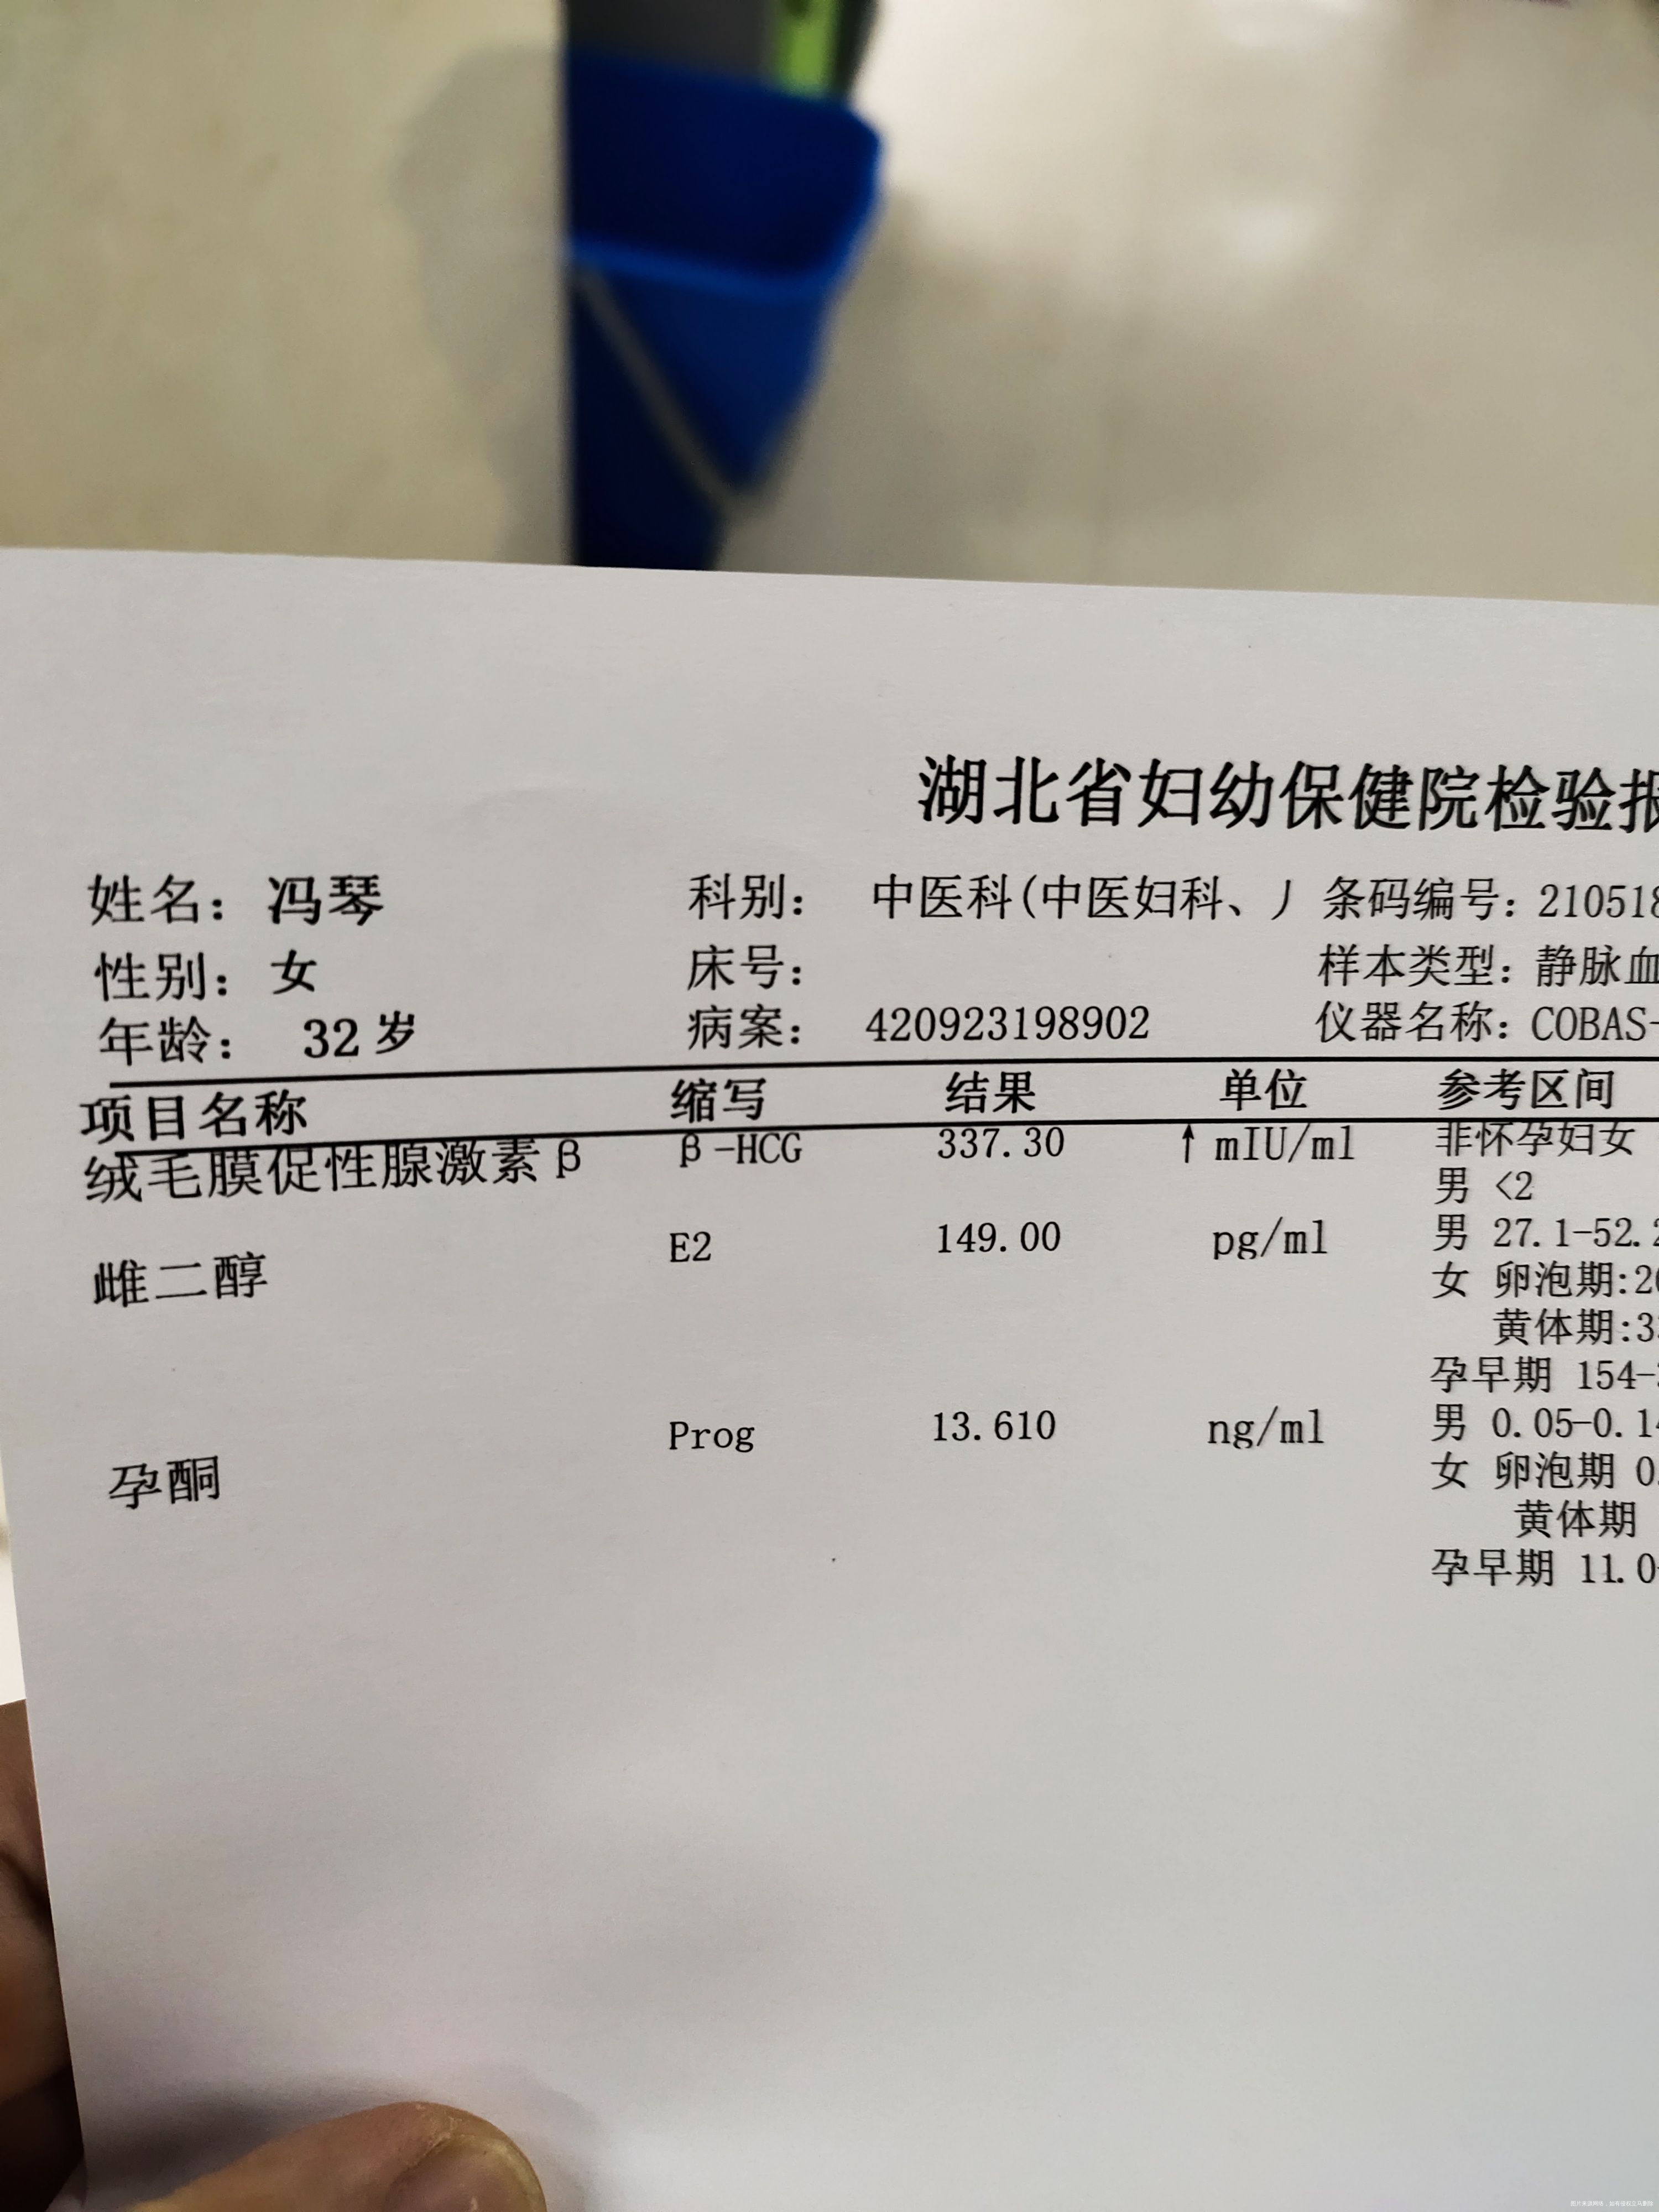 湖北省妇幼保健院检验报
姓名：冯琴 科别： 中医科(中医妇科、 条码编号：210518
性别：女 床号： 样本类型：静脉血
年龄： 32岁 病案： 420923198902 仪器名称：COBAS-
项目名称 缩写 结果 单位 参考区间
绒毛膜促性腺激素β β-HCG 337.30 ↑ mIU/ml 非怀孕妇女
男 <2
雌二醇 E2 149.00 pg/ml 男 27.1-52.2
女 卵泡期:20
黄体期:33
孕早期 154-
孕酮 Prog 13.610 ng/ml 男 0.05-0.14
女 卵泡期 0.
黄体期
孕早期 11.0-